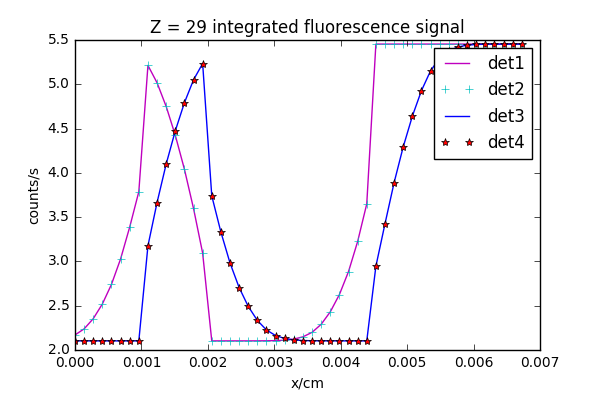 Z = 29 integrated fluorescence signal
5.5
5.0
4.5
4.0
3.5
3.0
2.5
2.0
counts/s
det1
det2
det3
det4
0.000 0.001 0.002 0.003 0.004 0.005 0.006 0.007
x/cm